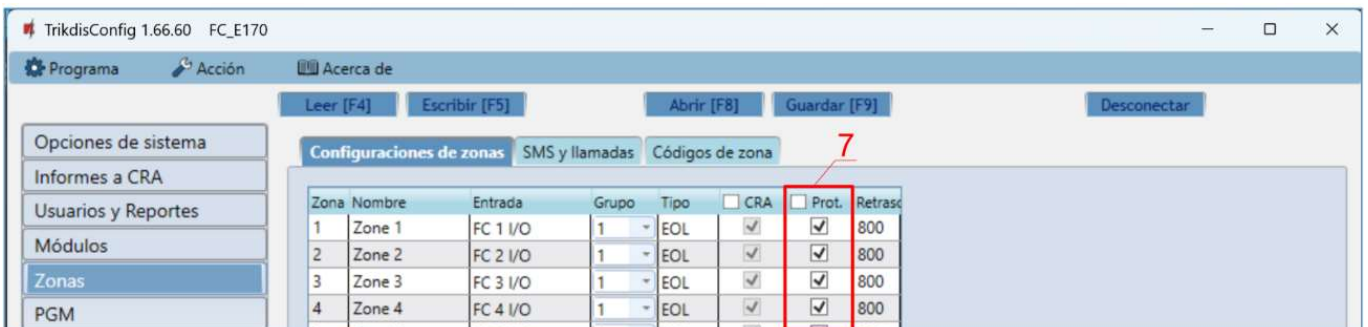 TrikdisConfig 1.66.60 FC_E170
Programa Acción Acerca de
Leer [F4] Escribir [F5] Abrir [F8] Guardar [F9] Desconectar
Opciones de sistema
Informes a CRA
Usuarios y Reportes
Módulos
Zonas
PGM
Configuraciones de zonas SMS y llamadas Códigos de zona
7
Zona Nombre Entrada Grupo Tipo CRA Prot. Retraso
1 Zone 1 FC 1 I/O 1 EOL 800
2 Zone 2 FC 2 I/O 1 EOL 800
3 Zone 3 FC 3 I/O 1 EOL 800
4 Zone 4 FC 4 I/O 1 EOL 800